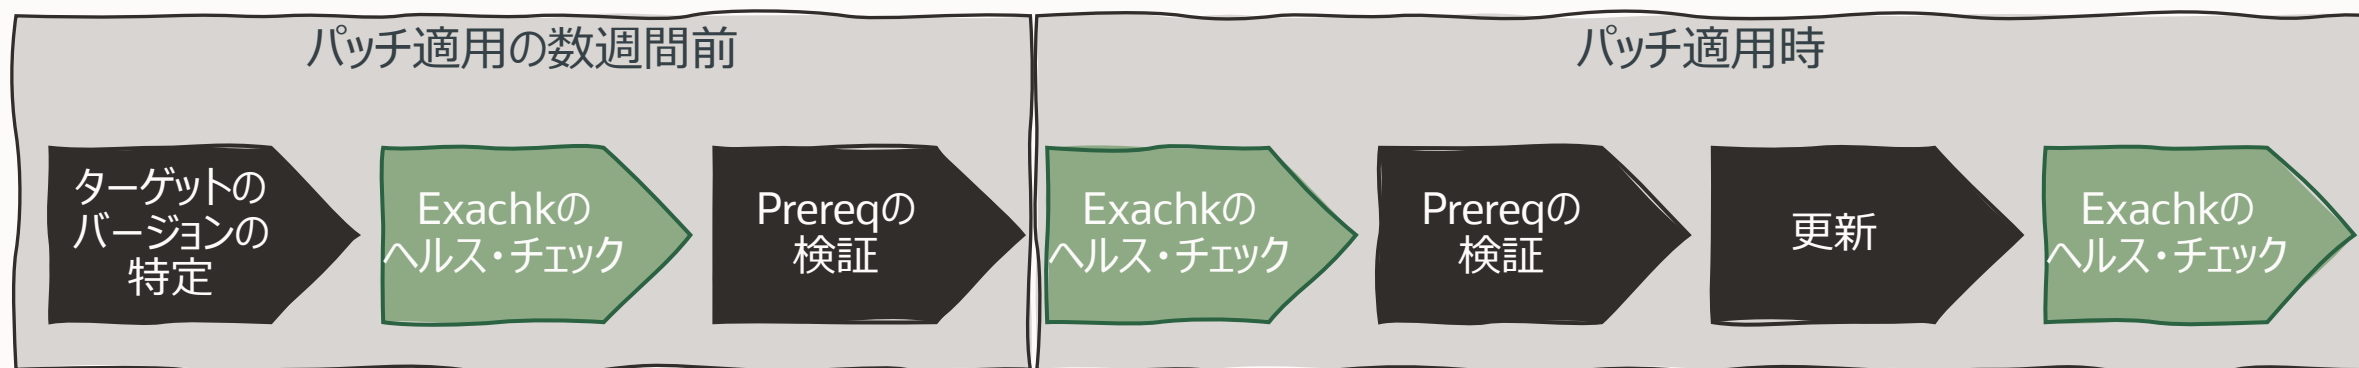 パッチ適用の数週間前
ターゲットの
バージョンの
特定
Exachkの
ヘルス・チェック
Prereqの
検証
パッチ適用時
Exachkの
ヘルス・チェック
Prereqの
検証
更新
Exachkの
ヘルス・チェック